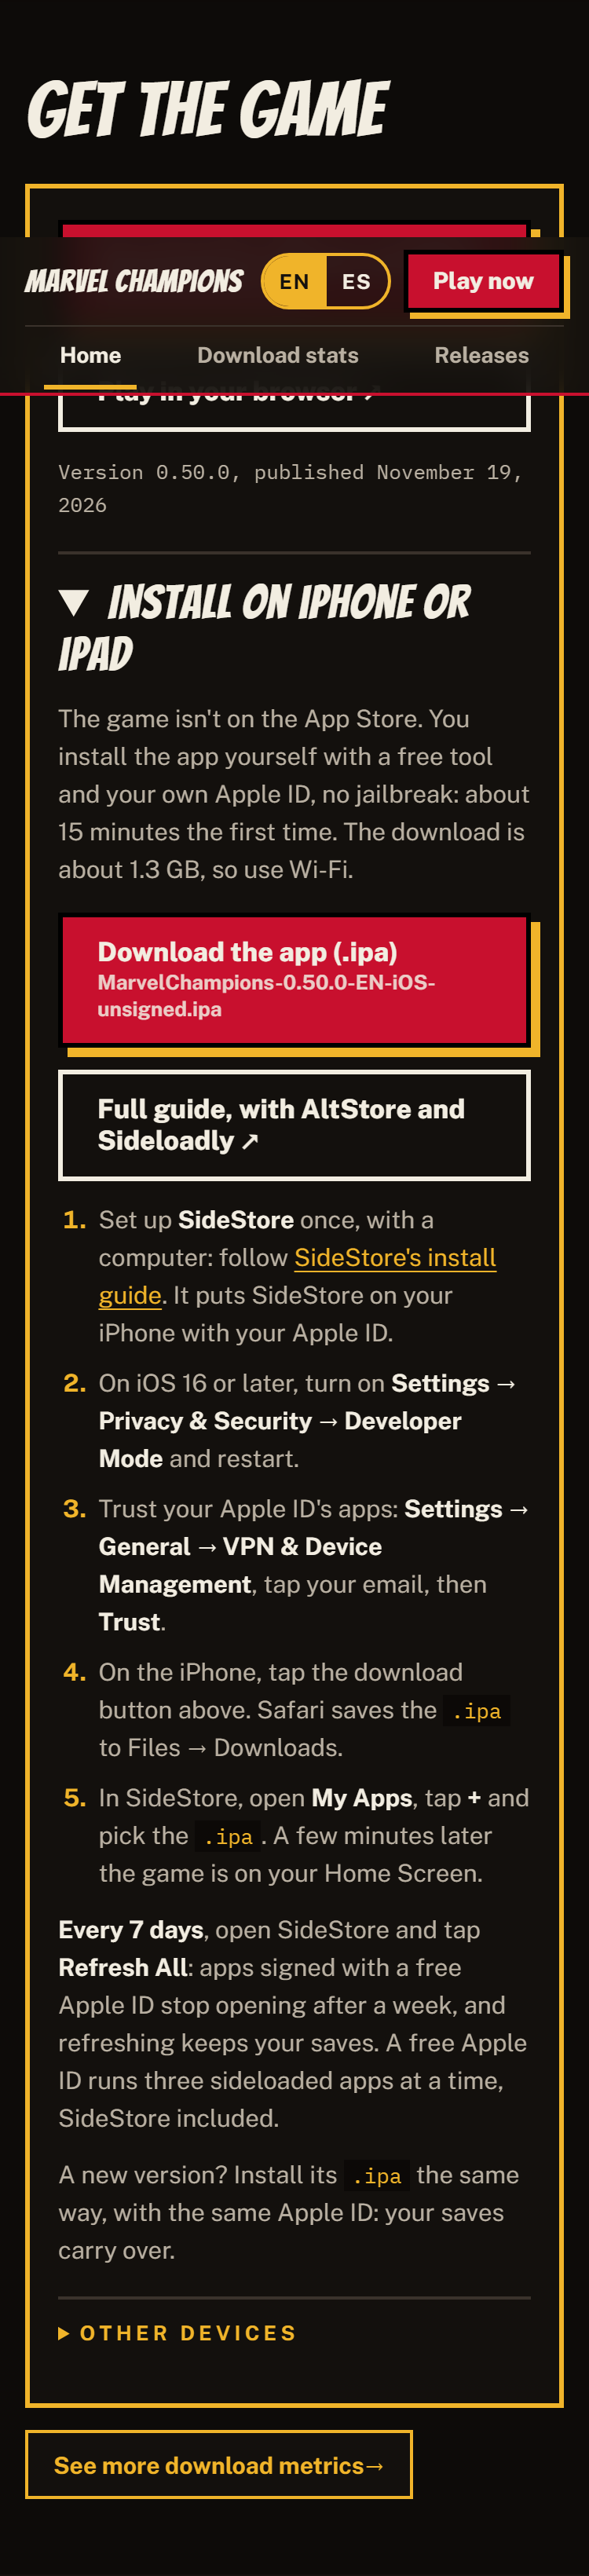 GET THE GAME
MARVEL CHAMPIONS
EN
ES
Play now
Home
Download stats
Releases
Play in your browser ↗
Version 0.50.0, published November 19,
2026
▼ INSTALL ON IPHONE OR
IPAD
The game isn't on the App Store. You
install the app yourself with a free tool
and your own Apple ID, no jailbreak: about
15 minutes the first time. The download is
about 1.3 GB, so use Wi-Fi.
Download the app (.ipa)
MarvelChampions-0.50.0-EN-iOS-
unsigned.ipa
Full guide, with AltStore and
Sideloadly ↗
1. Set up SideStore once, with a
computer: follow SideStore's install
guide. It puts SideStore on your
iPhone with your Apple ID.
2. On iOS 16 or later, turn on Settings →
Privacy & Security → Developer
Mode and restart.
3. Trust your Apple ID's apps: Settings →
General → VPN & Device
Management, tap your email, then
Trust.
4. On the iPhone, tap the download
button above. Safari saves the .ipa
to Files → Downloads.
5. In SideStore, open My Apps, tap + and
pick the .ipa. A few minutes later
the game is on your Home Screen.
Every 7 days, open SideStore and tap
Refresh All: apps signed with a free
Apple ID stop opening after a week, and
refreshing keeps your saves. A free Apple
ID runs three sideloaded apps at a time,
SideStore included.
A new version? Install its .ipa the same
way, with the same Apple ID: your saves
carry over.
▶ OTHER DEVICES
See more download metrics→